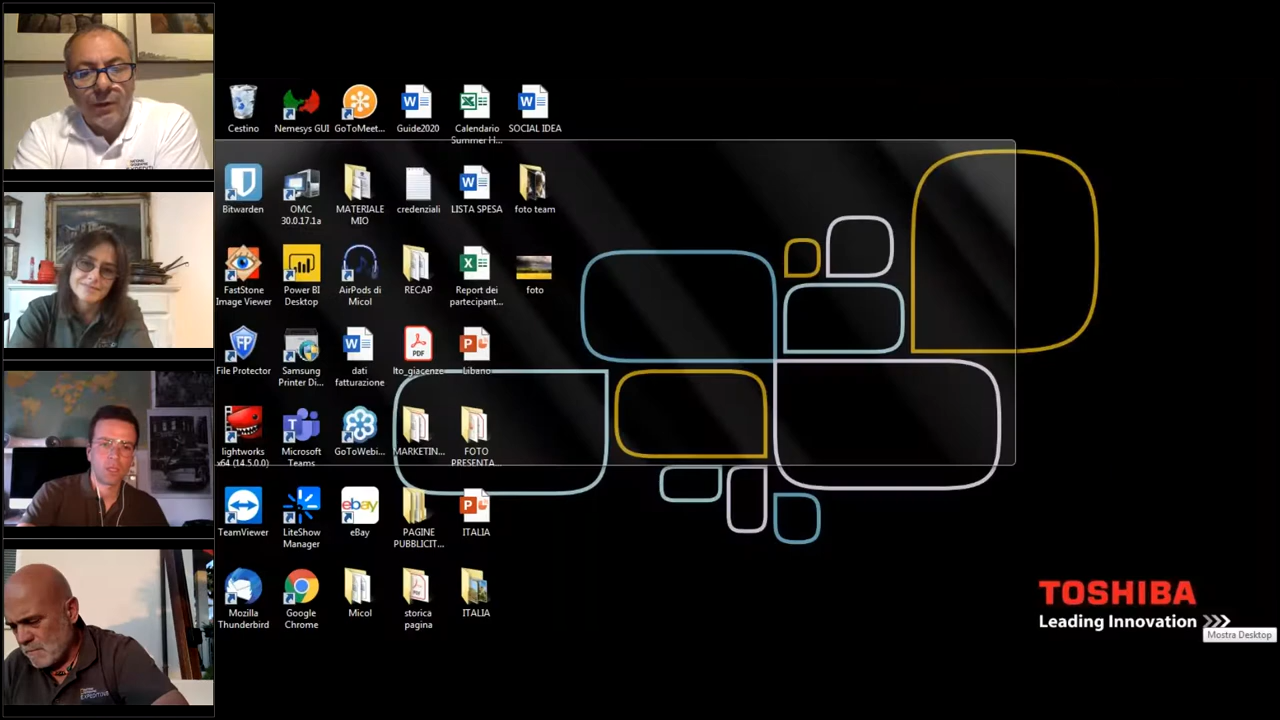 Cestino
Nemesys GUI
GoToMeet...
Guide2020
Calendario
Summer H...
SOCIAL IDEA
Bitwarden
OMC
30.0.17.1a
MATERIALE
MIO
credenziali
LISTA SPESA
foto team
FastStone
Image Viewer
Power BI
Desktop
AirPods di
Micol
RECAP
Report dei
partecipant...
foto
File Protector
Samsung
Printer Di...
dati
fatturazione
PDF
lto_giacenze
Libano
lightworks
x64 (14.5.0.0)
Microsoft
Teams
GoToWebi...
MARKETIN...
FOTO
PRESENTA...
TeamViewer
LiteShow
Manager
ebay
eBay
PAGINE
PUBBLICIT...
ITALIA
Mozilla
Thunderbird
Google
Chrome
Micol
storica
pagina
ITALIA
TOSHIBA
Leading Innovation
Mostra Desktop